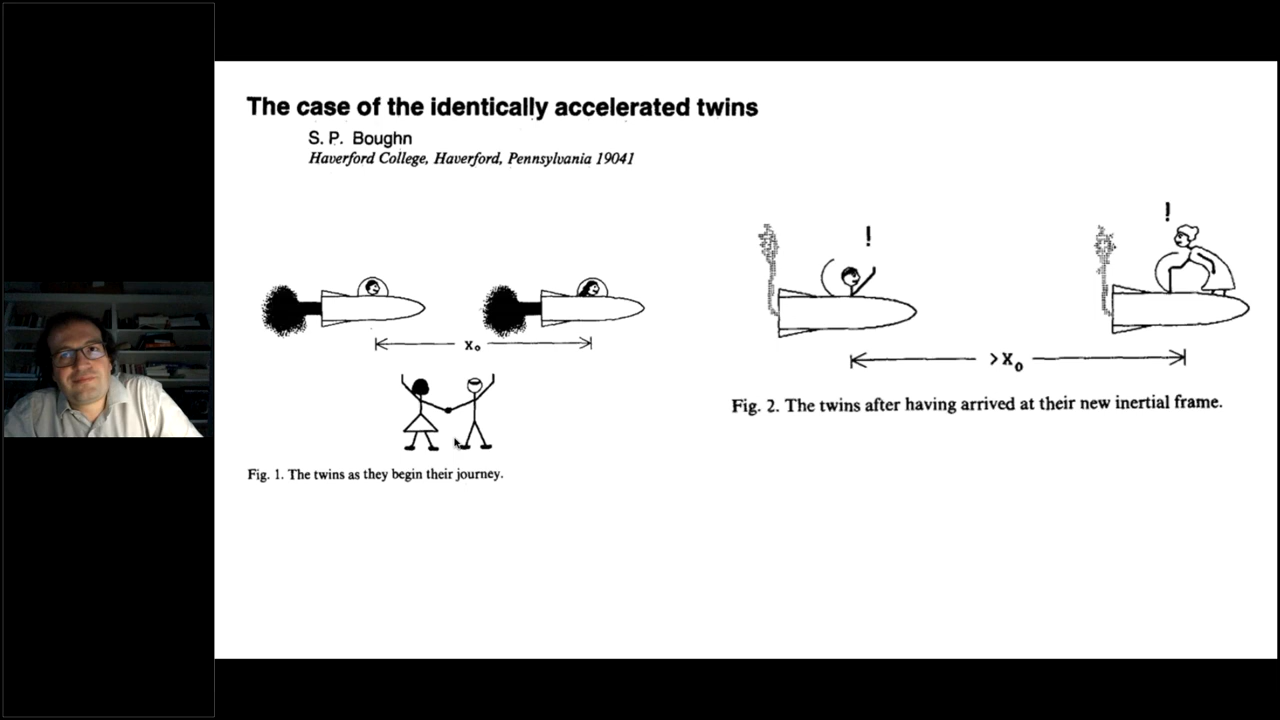 The case of the identically accelerated twins
S. P. Boughn
Haverford College, Haverford, Pennsylvania 19041
!
!
x₀
>x₀
Fig. 2. The twins after having arrived at their new inertial frame.
Fig. 1. The twins as they begin their journey.